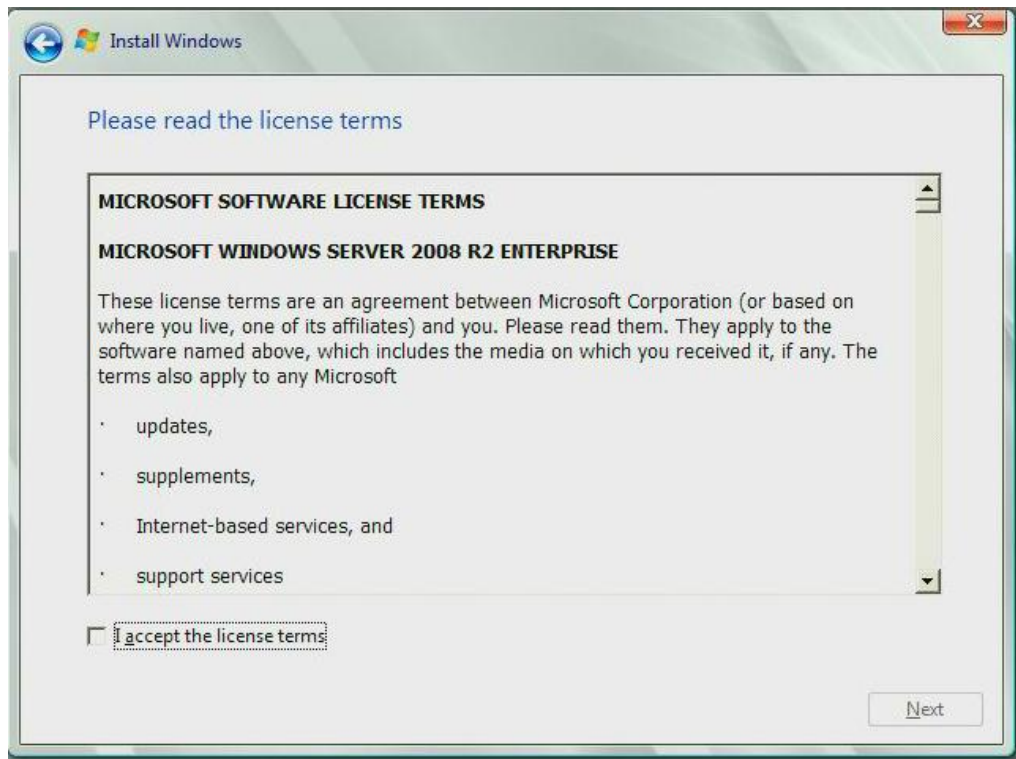 Install Windows
Please read the license terms
MICROSOFT SOFTWARE LICENSE TERMS
MICROSOFT WINDOWS SERVER 2008 R2 ENTERPRISE
These license terms are an agreement between Microsoft Corporation (or based on
where you live, one of its affiliates) and you. Please read them. They apply to the
software named above, which includes the media on which you received it, if any. The
terms also apply to any Microsoft
· updates,
· supplements,
· Internet-based services, and
· support services
I accept the license terms
Next